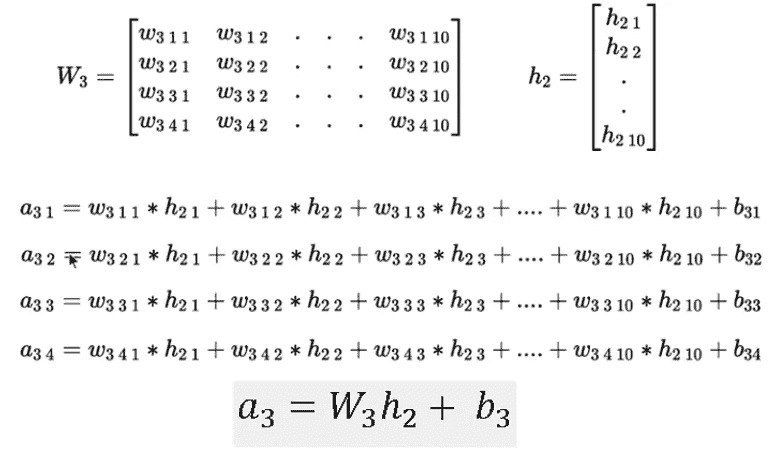 W₃ = [ w₃ ₁ ₁ w₃ ₁ ₂ . . . w₃ ₁ ₁₀ ; w₃ ₂ ₁ w₃ ₂ ₂ . . . w₃ ₂ ₁₀ ; w₃ ₃ ₁ w₃ ₃ ₂ . . . w₃ ₃ ₁₀ ; w₃ ₄ ₁ w₃ ₄ ₂ . . . w₃ ₄ ₁₀ ]
h₂ = [ h₂ ₁ ; h₂ ₂ ; . ; . ; h₂ ₁₀ ]
a₃ ₁ = w₃ ₁ ₁ * h₂ ₁ + w₃ ₁ ₂ * h₂ ₂ + w₃ ₁ ₃ * h₂ ₃ + .... + w₃ ₁ ₁₀ * h₂ ₁₀ + b₃₁
a₃ ₂ = w₃ ₂ ₁ * h₂ ₁ + w₃ ₂ ₂ * h₂ ₂ + w₃ ₂ ₃ * h₂ ₃ + .... + w₃ ₂ ₁₀ * h₂ ₁₀ + b₃₂
a₃ ₃ = w₃ ₃ ₁ * h₂ ₁ + w₃ ₃ ₂ * h₂ ₂ + w₃ ₃ ₃ * h₂ ₃ + .... + w₃ ₃ ₁₀ * h₂ ₁₀ + b₃₃
a₃ ₄ = w₃ ₄ ₁ * h₂ ₁ + w₃ ₄ ₂ * h₂ ₂ + w₃ ₄ ₃ * h₂ ₃ + .... + w₃ ₄ ₁₀ * h₂ ₁₀ + b₃₄
a₃ = W₃h₂ + b₃